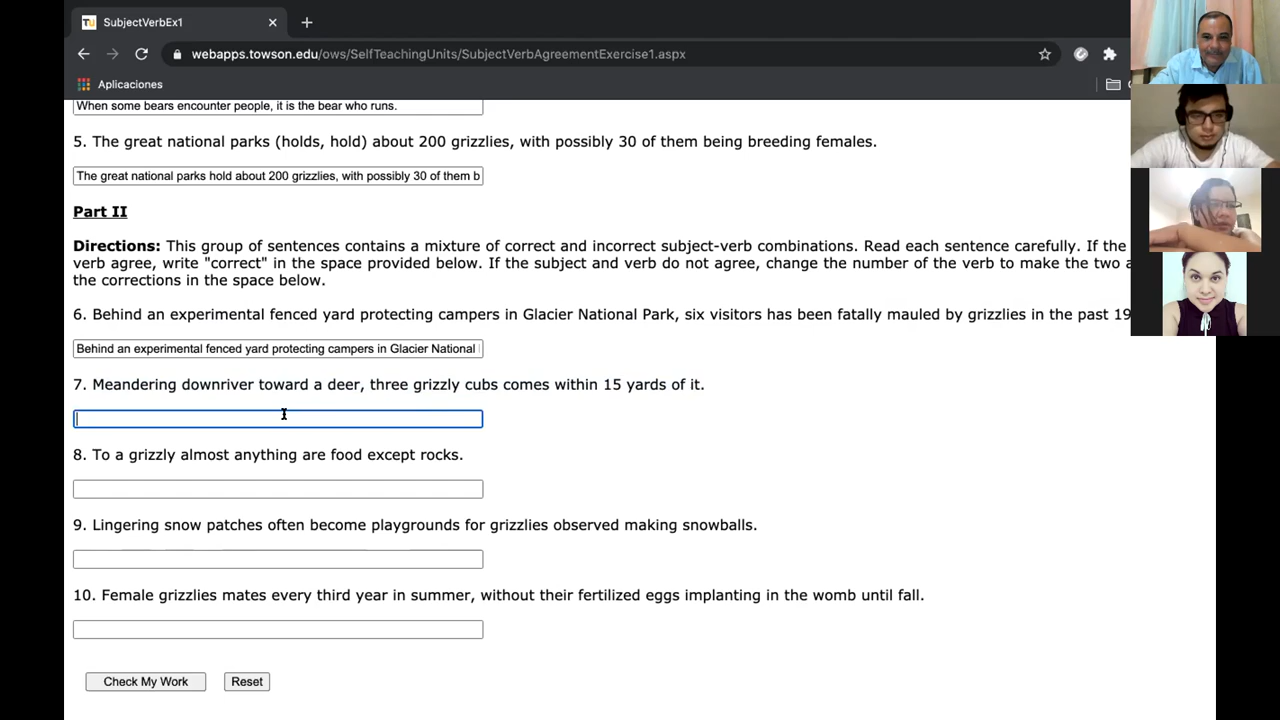 SubjectVerbEx1
webapps.towson.edu/ows/SelfTeachingUnits/SubjectVerbAgreementExercise1.aspx
Aplicaciones
When some bears encounter people, it is the bear who runs.
5. The great national parks (holds, hold) about 200 grizzlies, with possibly 30 of them being breeding females.
The great national parks hold about 200 grizzlies, with possibly 30 of them b
Part II
Directions: This group of sentences contains a mixture of correct and incorrect subject-verb combinations. Read each sentence carefully. If the
verb agree, write "correct" in the space provided below. If the subject and verb do not agree, change the number of the verb to make the two a
the corrections in the space below.
6. Behind an experimental fenced yard protecting campers in Glacier National Park, six visitors has been fatally mauled by grizzlies in the past 19
Behind an experimental fenced yard protecting campers in Glacier National
7. Meandering downriver toward a deer, three grizzly cubs comes within 15 yards of it.
8. To a grizzly almost anything are food except rocks.
9. Lingering snow patches often become playgrounds for grizzlies observed making snowballs.
10. Female grizzlies mates every third year in summer, without their fertilized eggs implanting in the womb until fall.
Check My Work Reset